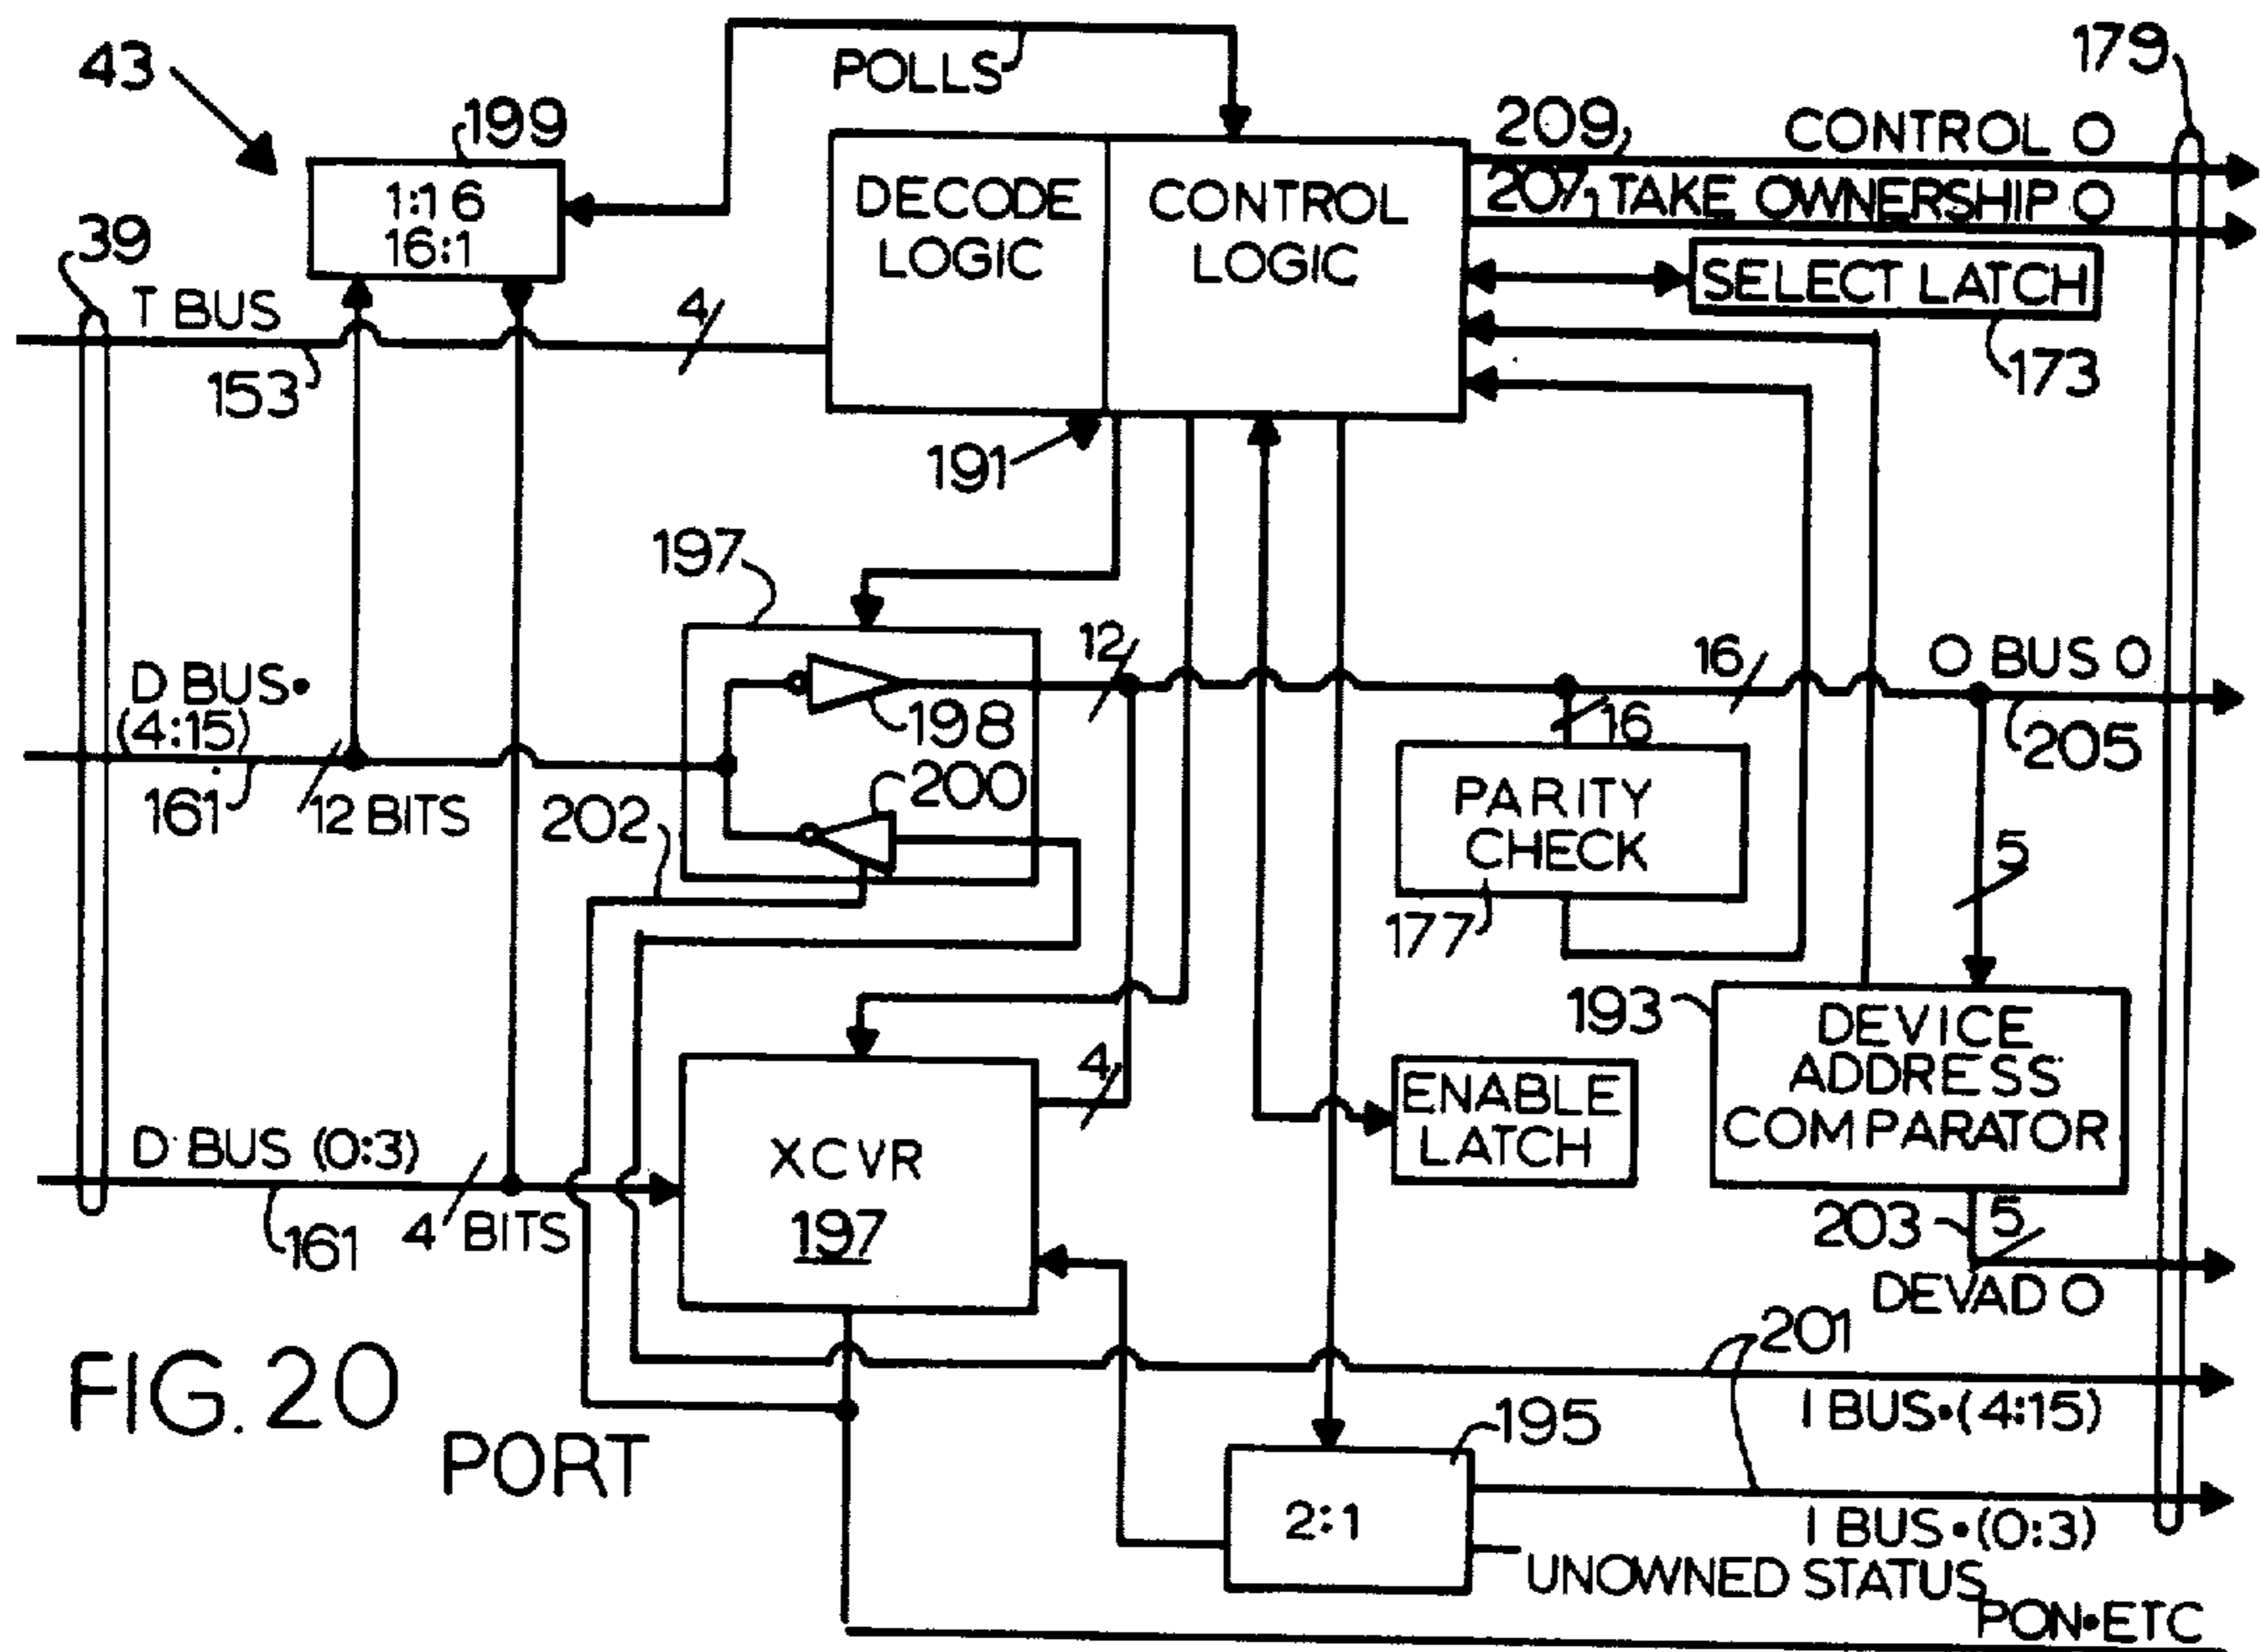 43
199
1:16
16:1
POLLS
DECODE
LOGIC
CONTROL
LOGIC
209
CONTROL O
179
207
TAKE OWNERSHIP O
SELECT LATCH
173
39
T BUS
153
4
191
197
12
16
O BUS O
205
D BUS•
(4:15)
161
12 BITS
198
200
202
16
PARITY
CHECK
177
5
193
DEVICE
ADDRESS
COMPARATOR
4
ENABLE
LATCH
D BUS (0:3)
161
4 BITS
XCVR
197
203
5
DEVAD O
201
I BUS•(4:15)
FIG. 20
PORT
195
2:1
I BUS•(0:3)
UNOWNED STATUS
PON•ETC